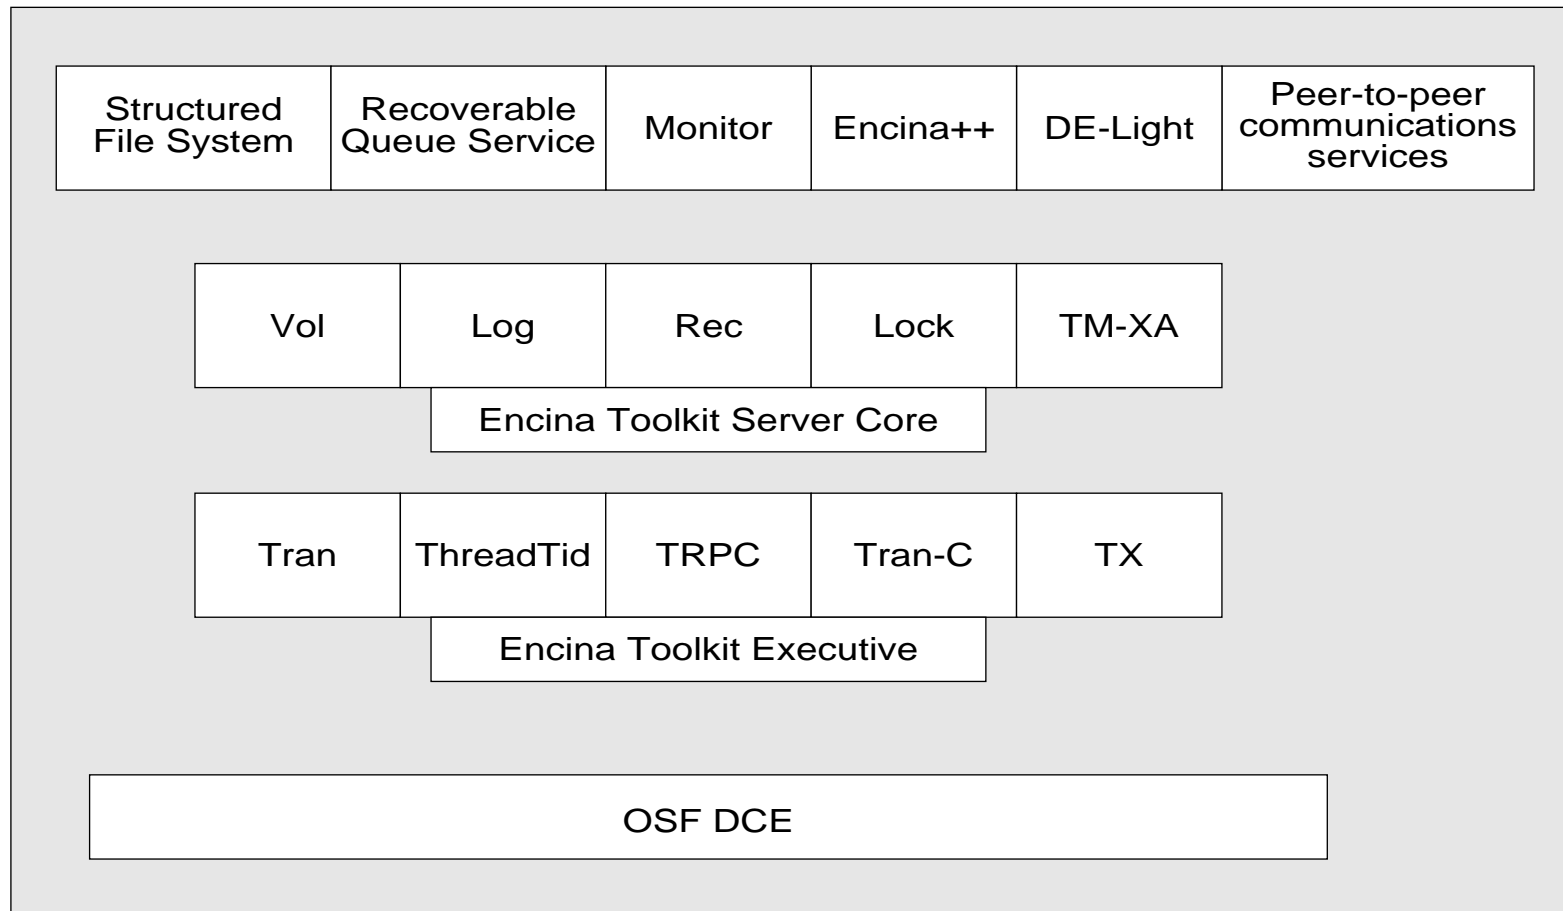 Structured
File System
Recoverable
Queue Service
Monitor
Encina++
DE-Light
Peer-to-peer
communications
services
Vol
Log
Rec
Lock
TM-XA
Encina Toolkit Server Core
Tran
ThreadTid
TRPC
Tran-C
TX
Encina Toolkit Executive
OSF DCE